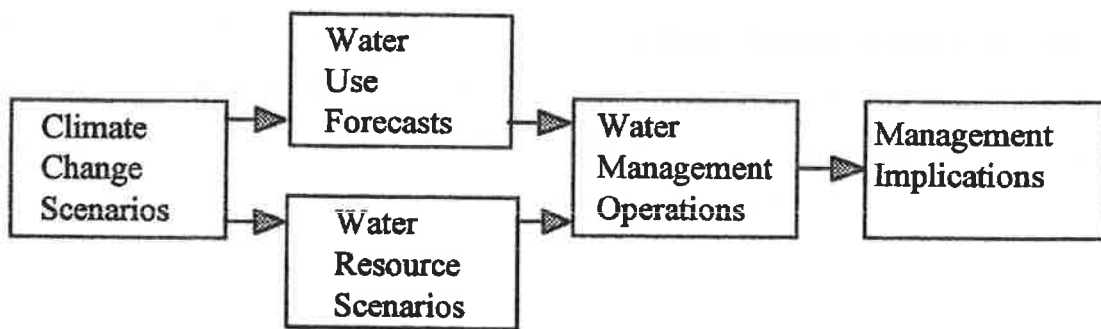 Climate
Change
Scenarios
Water
Use
Forecasts
Water
Resource
Scenarios
Water
Management
Operations
Management
Implications